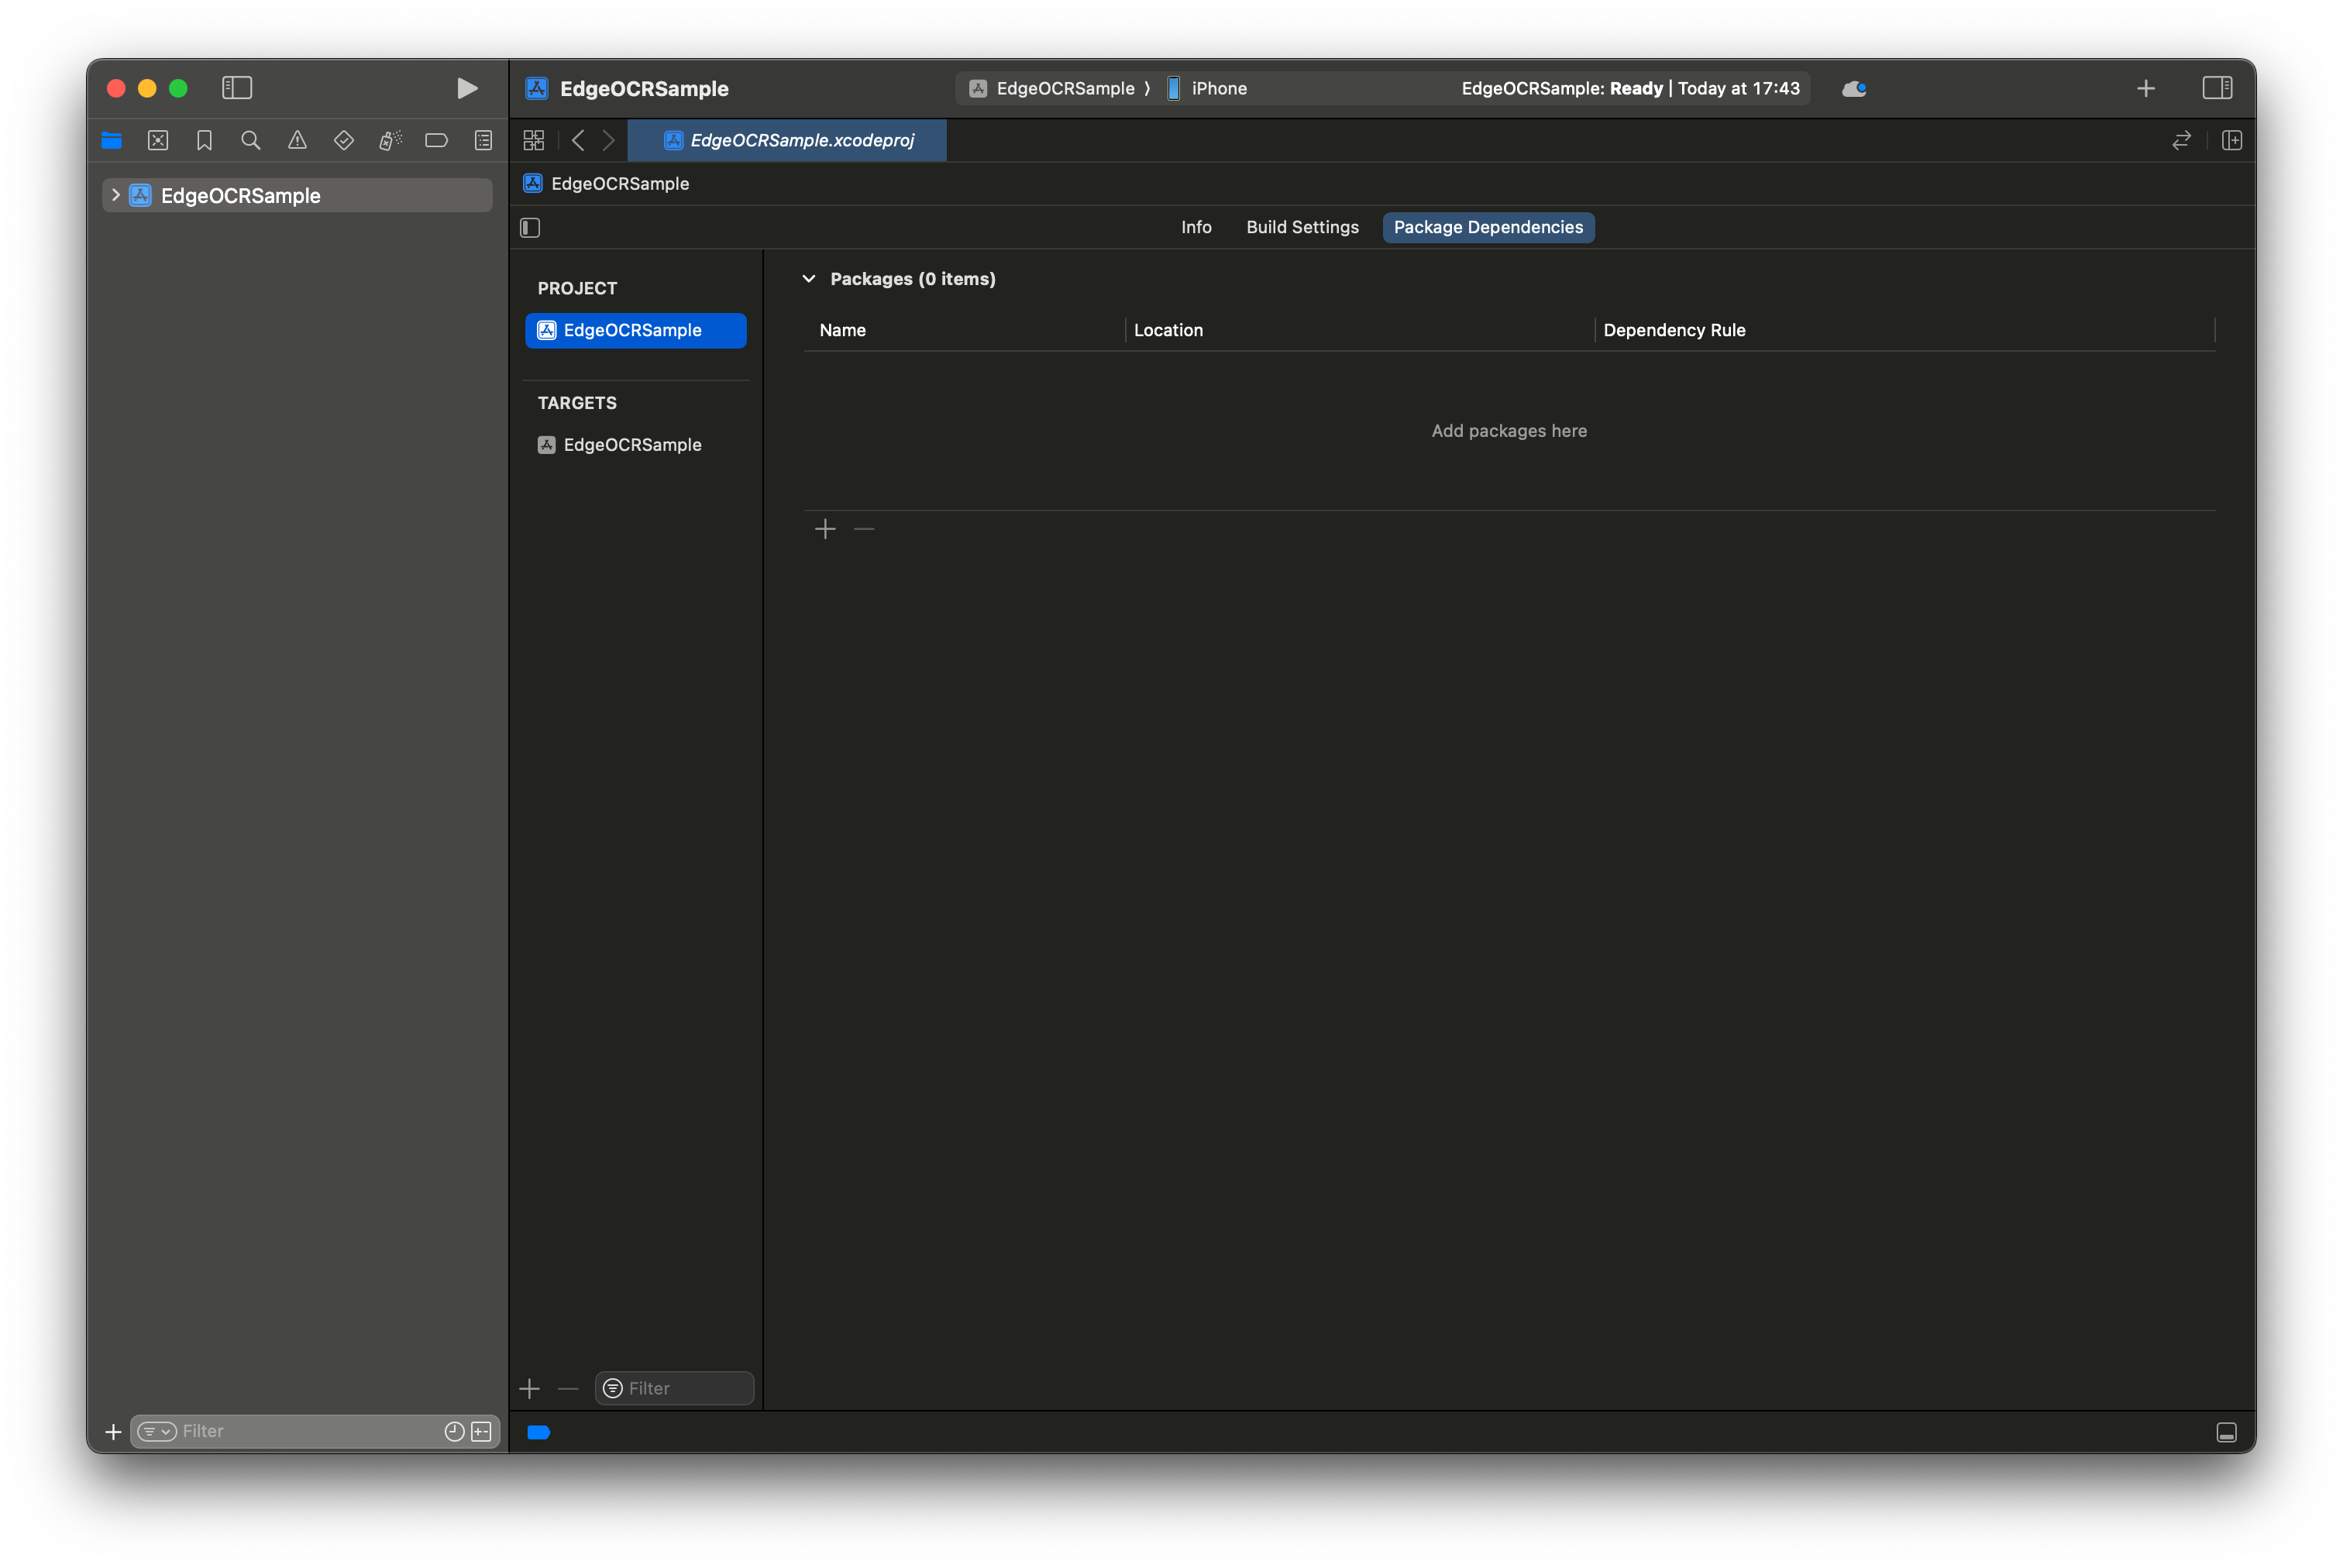 EdgeOCRSample
EdgeOCRSample ⟩ iPhone
EdgeOCRSample: Ready | Today at 17:43
EdgeOCRSample.xcodeproj
EdgeOCRSample
EdgeOCRSample
Info Build Settings Package Dependencies
PROJECT
EdgeOCRSample
TARGETS
EdgeOCRSample
Packages (0 items)
Name Location Dependency Rule
Add packages here
Filter
Filter